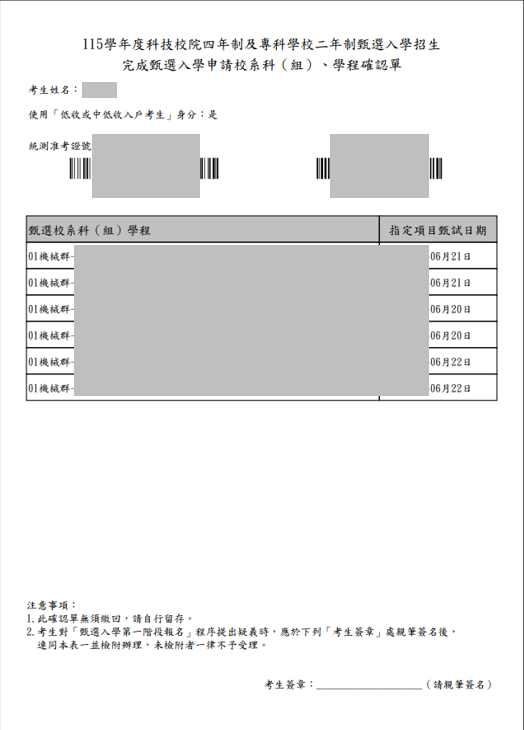 115學年度科技校院四年制及專科學校二年制甄選入學招生
完成甄選入學申請校系科（組）、學程確認單
考生姓名：
使用「低收或中低收入戶考生」身分：是
統測准考證號
甄選校系科（組）學程 指定項目甄試日期
01機械群- 06月21日
01機械群- 06月21日
01機械群- 06月20日
01機械群- 06月20日
01機械群- 06月22日
01機械群- 06月22日
注意事項：
1.此確認單無須繳回，請自行留存。
2.考生對「甄選入學第一階段報名」程序提出疑義時，應於下列「考生簽章」處親筆簽名後，
連同本表一並檢附辦理，未檢附者一律不予受理。
考生簽章：____________________（請親筆簽名）